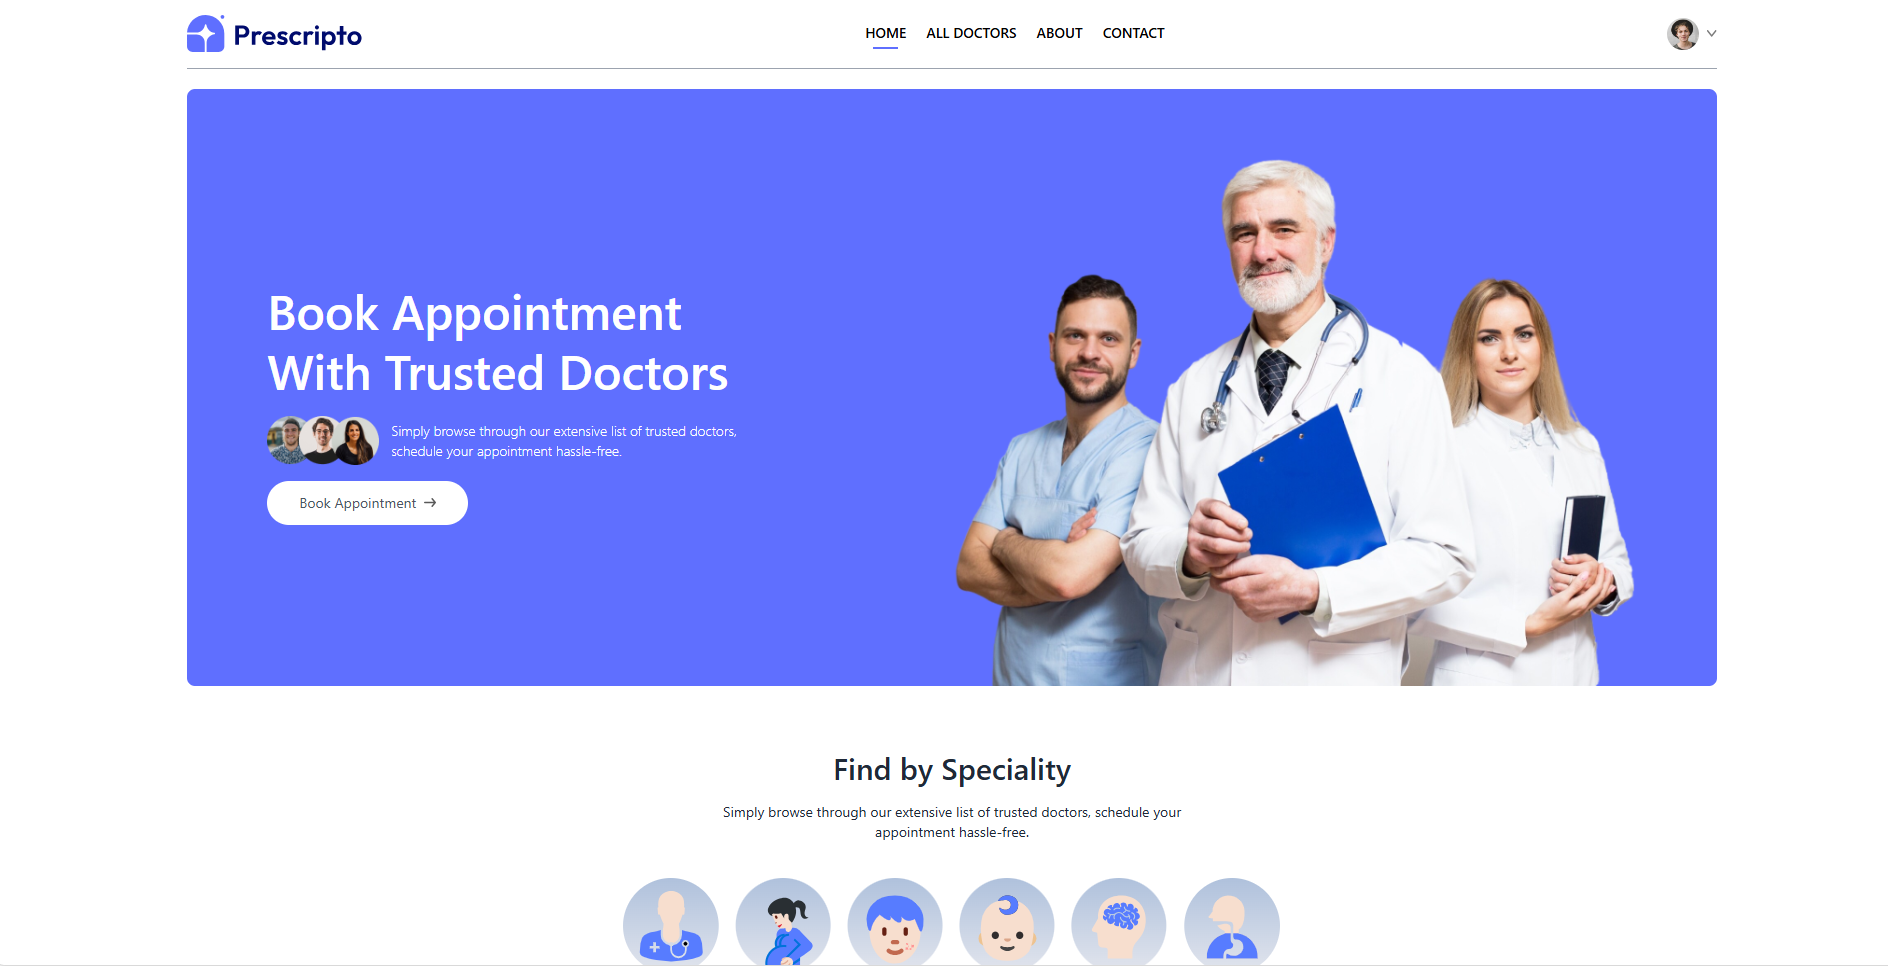 Prescripto
HOME
ALL DOCTORS
ABOUT
CONTACT
Book Appointment
With Trusted Doctors
Simply browse through our extensive list of trusted doctors,
schedule your appointment hassle-free.
Book Appointment →
Find by Speciality
Simply browse through our extensive list of trusted doctors, schedule your
appointment hassle-free.